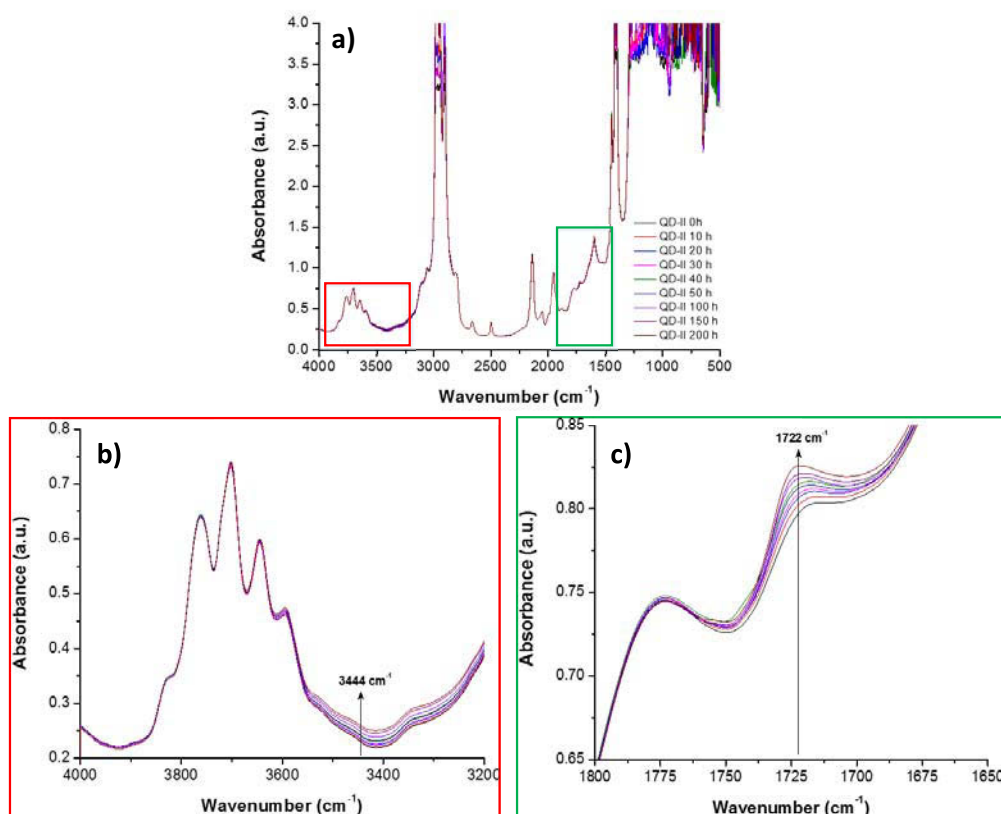 a)
4.0
3.5
3.0
2.5
2.0
1.5
1.0
0.5
0.0
Absorbance (a.u.)
4000 3500 3000 2500 2000 1500 1000 500
Wavenumber (cm⁻¹)
QD-II 0h
QD-II 10 h
QD-II 20 h
QD-II 30 h
QD-II 40 h
QD-II 50 h
QD-II 100 h
QD-II 150 h
QD-II 200 h
b)
0.8
0.7
0.6
0.5
0.4
0.3
0.2
Absorbance (a.u.)
3444 cm⁻¹
4000 3800 3600 3400 3200
Wavenumber (cm⁻¹)
c)
0.85
0.80
0.75
0.70
0.65
Absorbance (a.u.)
1722 cm⁻¹
1800 1775 1750 1725 1700 1675 1650
Wavenumber (cm⁻¹)